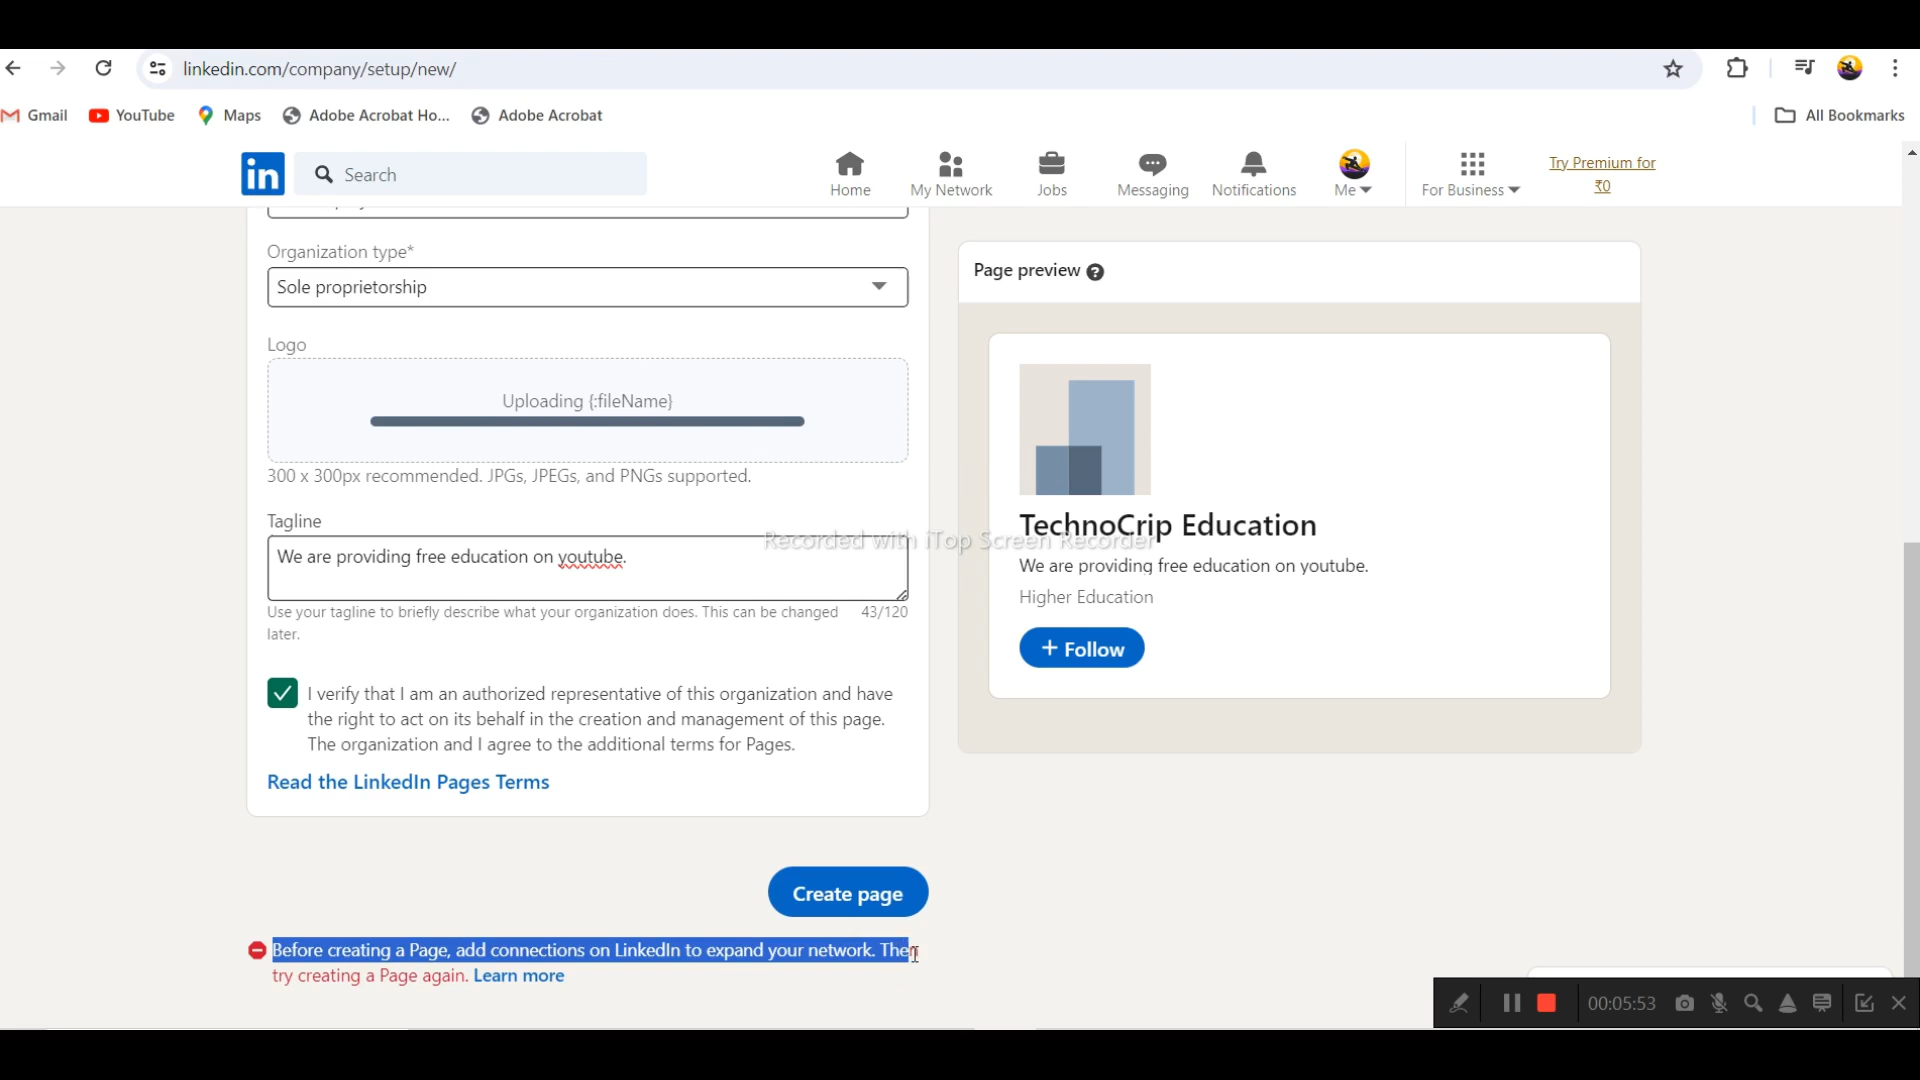 linkedin.com/company/setup/new/
Gmail
YouTube
Maps
Adobe Acrobat Ho...
Adobe Acrobat
All Bookmarks
in
Search
Home
My Network
Jobs
Messaging
Notifications
Me
For Business
Try Premium for
₹0
Organization type*
Sole proprietorship
Logo
Uploading {:fileName}
300 x 300px recommended. JPGs, JPEGs, and PNGs supported.
Tagline
We are providing free education on youtube.
Use your tagline to briefly describe what your organization does. This can be changed
later.
43/120
I verify that I am an authorized representative of this organization and have
the right to act on its behalf in the creation and management of this page.
The organization and I agree to the additional terms for Pages.
Read the LinkedIn Pages Terms
Create page
Before creating a Page, add connections on LinkedIn to expand your network. Then
try creating a Page again. Learn more
Page preview ?
TechnoCrip Education
We are providing free education on youtube.
Higher Education
+ Follow
Recorded with iTop Screen Recorder
00:05:53